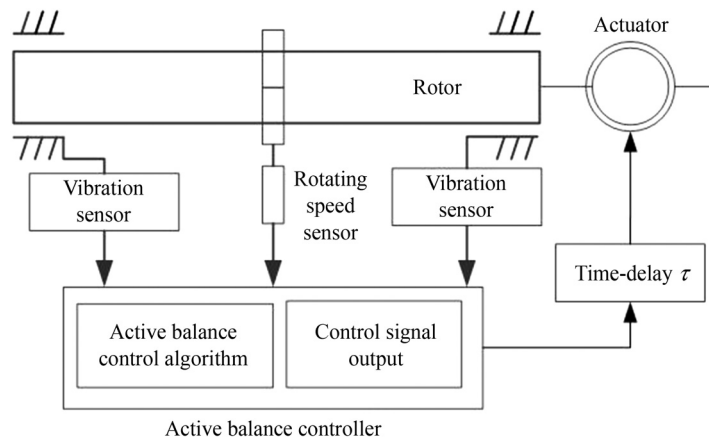 Actuator
Rotor
Vibration
sensor
Rotating
speed
sensor
Vibration
sensor
Time-delay τ
Active balance
control algorithm
Control signal
output
Active balance controller